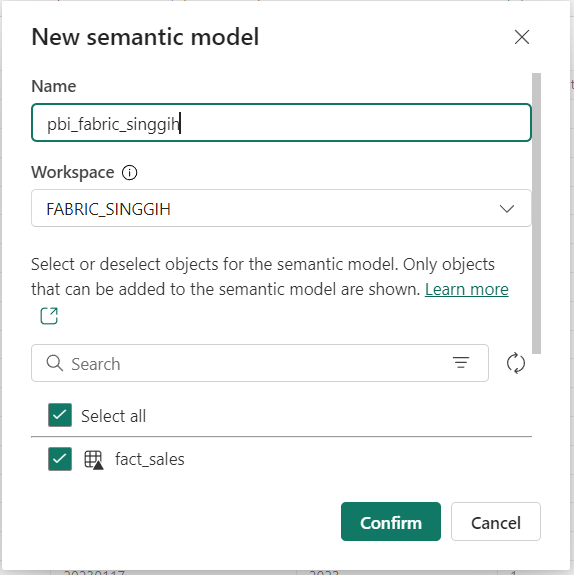 New semantic model
Name
pbi_fabric_singgih
Workspace
FABRIC_SINGGIH
Select or deselect objects for the semantic model. Only objects
that can be added to the semantic model are shown. Learn more
Search
Select all
fact_sales
Confirm
Cancel